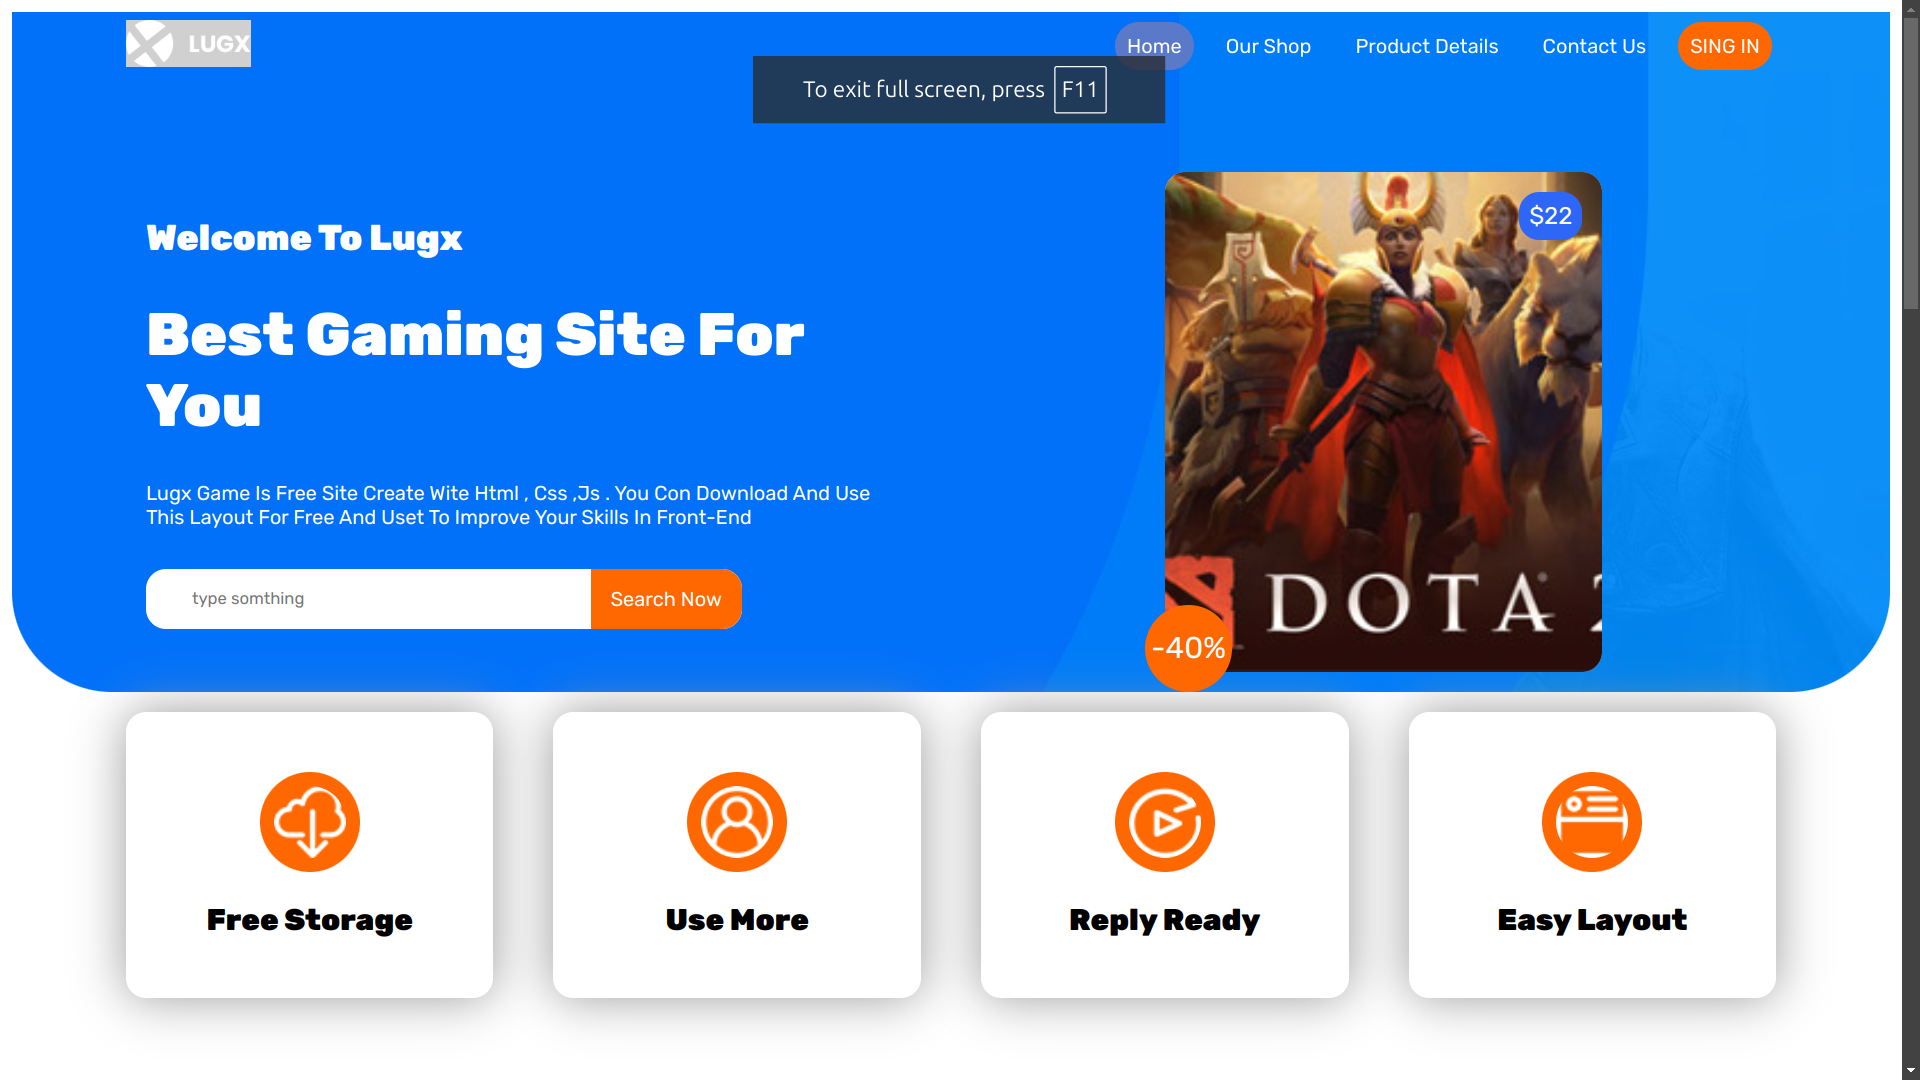 LUGX
Home
Our Shop
Product Details
Contact Us
SING IN
To exit full screen, press F11
$22
Welcome To Lugx
Best Gaming Site For
You
Lugx Game Is Free Site Create Wite Html , Css ,Js . You Con Download And Use
This Layout For Free And Uset To Improve Your Skills In Front-End
type somthing
Search Now
DOTA 2
-40%
Free Storage
Use More
Reply Ready
Easy Layout